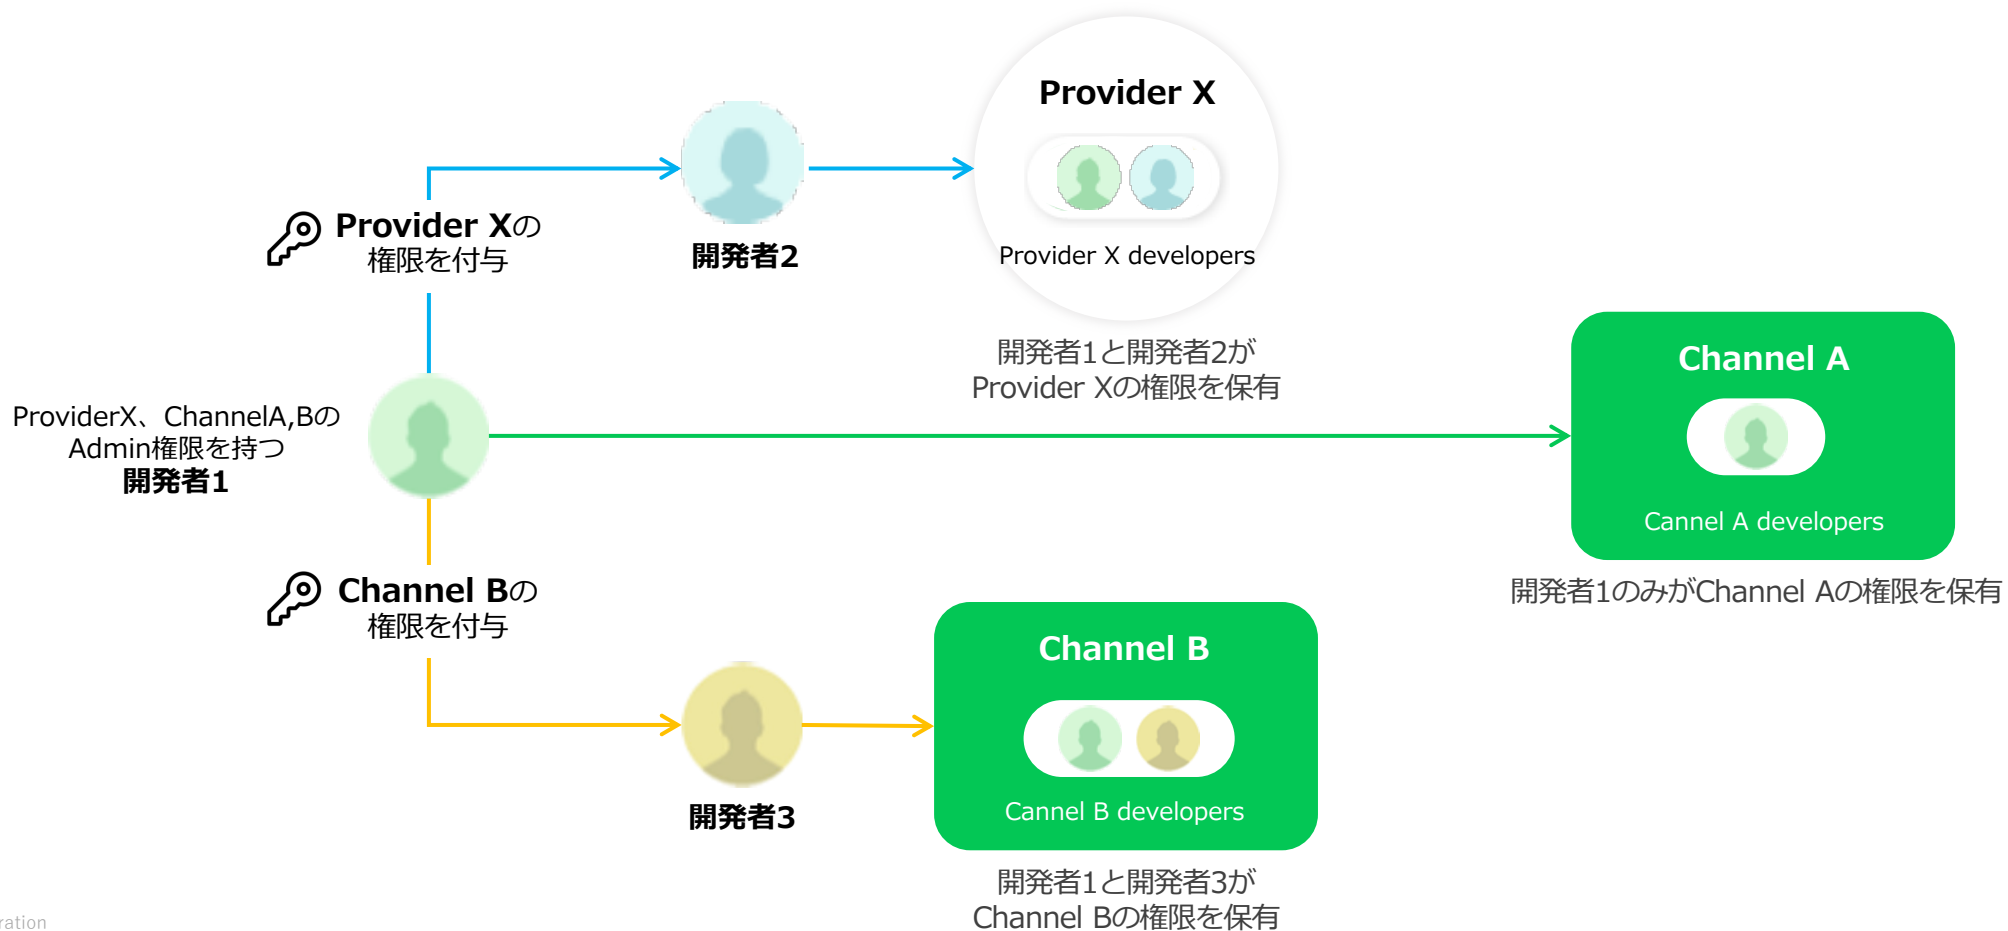 Provider X
Provider Xの
権限を付与
開発者2
Provider X developers
開発者1と開発者2が
Provider Xの権限を保有
ProviderX、ChannelA,Bの
Admin権限を持つ
開発者1
Channel A
Cannel A developers
開発者1のみがChannel Aの権限を保有
Channel Bの
権限を付与
開発者3
Channel B
Cannel B developers
開発者1と開発者3が
Channel Bの権限を保有
ration